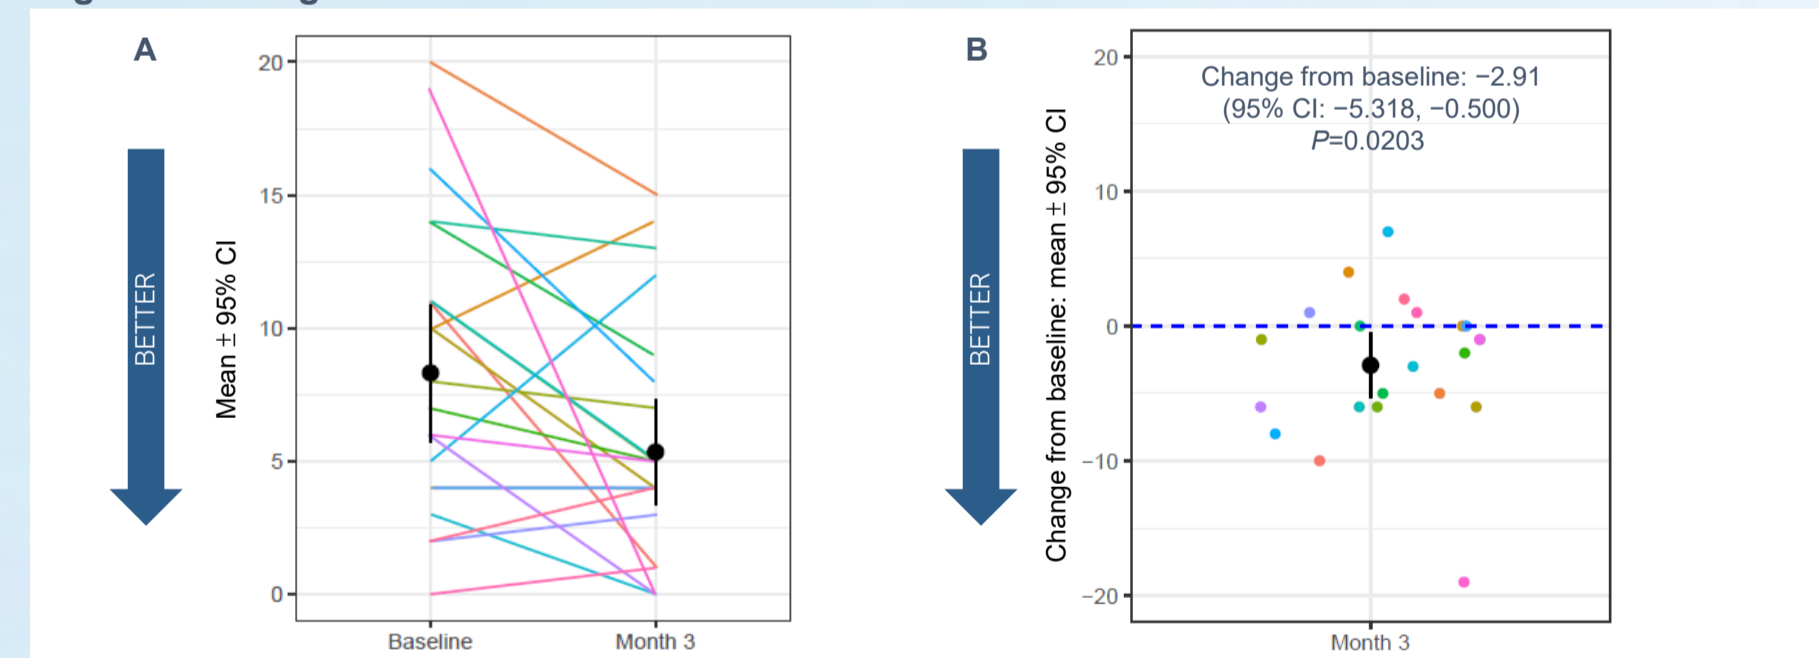 A
BETTER
Mean ± 95% CI
20
15
10
5
0
Baseline
Month 3
B
BETTER
Change from baseline: mean ± 95% CI
20
10
0
−10
−20
Change from baseline: −2.91
(95% CI: −5.318, −0.500)
P=0.0203
Month 3